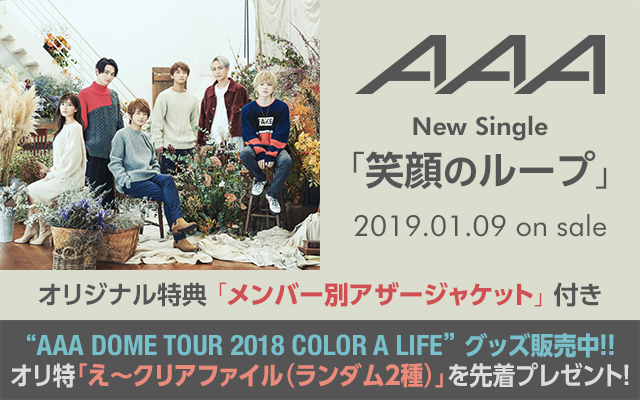 AAA
New Single
「笑顔のループ」
2019.01.09 on sale
オリジナル特典「メンバー別アザージャケット」付き
“AAA DOME TOUR 2018 COLOR A LIFE” グッズ販売中!!
オリ特「え〜クリアファイル（ランダム2種）」を先着プレゼント!